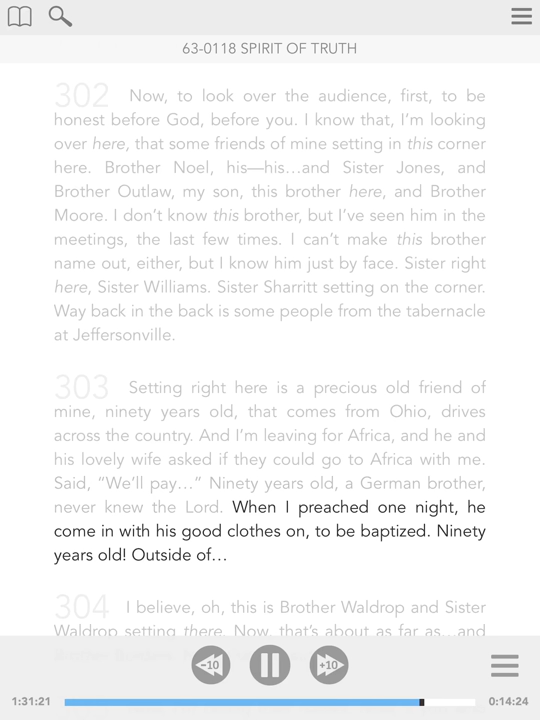 63-0118 SPIRIT OF TRUTH
302 Now, to look over the audience, first, to be
honest before God, before you. I know that, I'm looking
over here, that some friends of mine setting in this corner
here. Brother Noel, his—his…and Sister Jones, and
Brother Outlaw, my son, this brother here, and Brother
Moore. I don't know this brother, but I've seen him in the
meetings, the last few times. I can't make this brother
name out, either, but I know him just by face. Sister right
here, Sister Williams. Sister Sharritt setting on the corner.
Way back in the back is some people from the tabernacle
at Jeffersonville.
303 Setting right here is a precious old friend of
mine, ninety years old, that comes from Ohio, drives
across the country. And I'm leaving for Africa, and he and
his lovely wife asked if they could go to Africa with me.
Said, “We'll pay…” Ninety years old, a German brother,
never knew the Lord. When I preached one night, he
come in with his good clothes on, to be baptized. Ninety
years old! Outside of…
304 I believe, oh, this is Brother Waldrop and Sister
Waldrop setting there. Now, that's about as far as…and
-10 +10
1:31:21 0:14:24